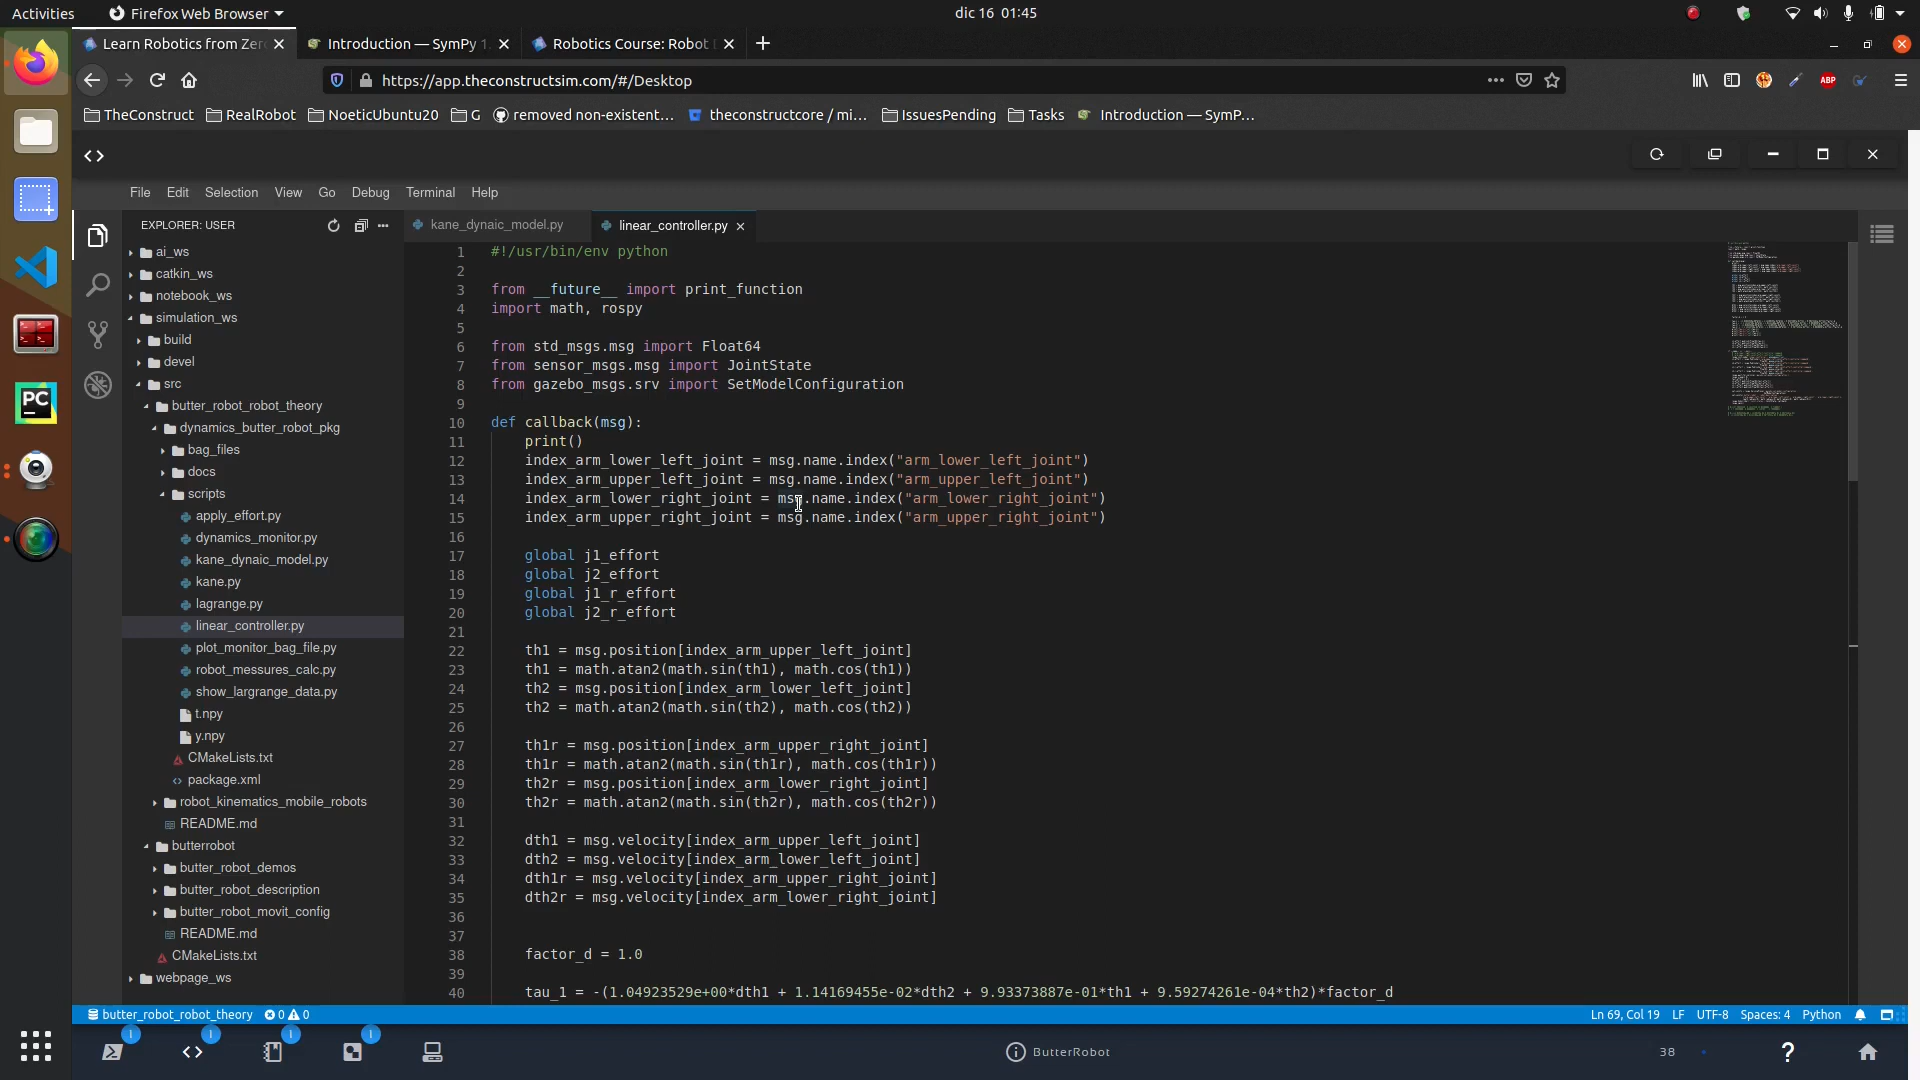 Activities
Firefox Web Browser
dic 16 01:45
Learn Robotics from Zer
Introduction — SymPy 1
Robotics Course: Robot
https://app.theconstructsim.com/#/Desktop
TheConstruct
RealRobot
NoeticUbuntu20
G
removed non-existent...
theconstructcore / mi...
IssuesPending
Tasks
Introduction — SymP...
ABP
File Edit Selection View Go Debug Terminal Help
EXPLORER: USER
ai_ws
catkin_ws
notebook_ws
simulation_ws
build
devel
src
butter_robot_robot_theory
dynamics_butter_robot_pkg
bag_files
docs
scripts
apply_effort.py
dynamics_monitor.py
kane_dynaic_model.py
kane.py
lagrange.py
linear_controller.py
plot_monitor_bag_file.py
robot_messures_calc.py
show_largrange_data.py
t.npy
y.npy
CMakeLists.txt
package.xml
robot_kinematics_mobile_robots
README.md
butterrobot
butter_robot_demos
butter_robot_description
butter_robot_movit_config
README.md
CMakeLists.txt
webpage_ws
PC
kane_dynaic_model.py
linear_controller.py
1 #!/usr/bin/env python
2
3 from __future__ import print_function
4 import math, rospy
5
6 from std_msgs.msg import Float64
7 from sensor_msgs.msg import JointState
8 from gazebo_msgs.srv import SetModelConfiguration
9
10 def callback(msg):
11 print()
12 index_arm_lower_left_joint = msg.name.index("arm_lower_left_joint")
13 index_arm_upper_left_joint = msg.name.index("arm_upper_left_joint")
14 index_arm_lower_right_joint = msg.name.index("arm_lower_right_joint")
15 index_arm_upper_right_joint = msg.name.index("arm_upper_right_joint")
16
17 global j1_effort
18 global j2_effort
19 global j1_r_effort
20 global j2_r_effort
21
22 th1 = msg.position[index_arm_upper_left_joint]
23 th1 = math.atan2(math.sin(th1), math.cos(th1))
24 th2 = msg.position[index_arm_lower_left_joint]
25 th2 = math.atan2(math.sin(th2), math.cos(th2))
26
27 th1r = msg.position[index_arm_upper_right_joint]
28 th1r = math.atan2(math.sin(th1r), math.cos(th1r))
29 th2r = msg.position[index_arm_lower_right_joint]
30 th2r = math.atan2(math.sin(th2r), math.cos(th2r))
31
32 dth1 = msg.velocity[index_arm_upper_left_joint]
33 dth2 = msg.velocity[index_arm_lower_left_joint]
34 dth1r = msg.velocity[index_arm_upper_right_joint]
35 dth2r = msg.velocity[index_arm_lower_right_joint]
36
37
38 factor_d = 1.0
39
40 tau_1 = -(1.04923529e+00*dth1 + 1.14169455e-02*dth2 + 9.93373887e-01*th1 + 9.59274261e-04*th2)*factor_d
butter_robot_robot_theory
0 0
Ln 69, Col 19
LF
UTF-8
Spaces: 4
Python
ButterRobot
38
?